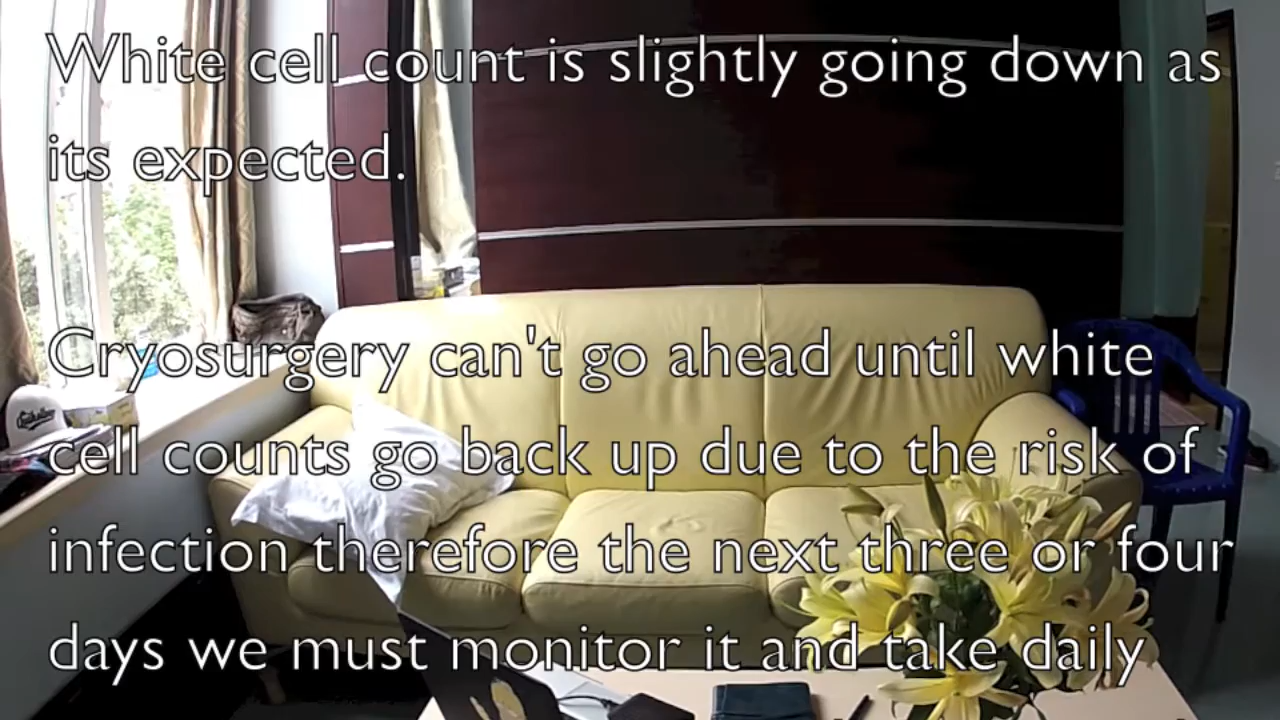 White cell count is slightly going down as
its expected.
Cryosurgery can't go ahead until white
cell counts go back up due to the risk of
infection therefore the next three or four
days we must monitor it and take daily